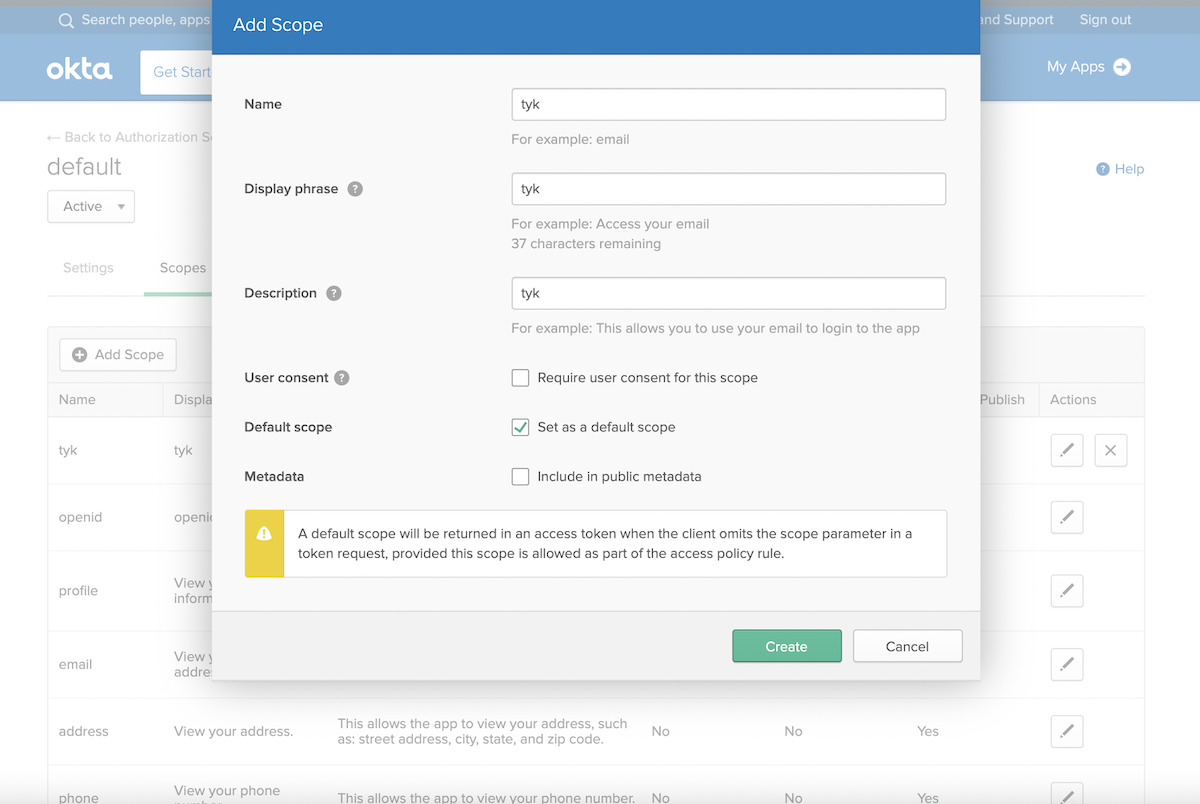 Search people, apps
and Support
Sign out
Add Scope
okta
Get Start
My Apps
Name
tyk
For example: email
← Back to Authorization S
default
Help
Active
Display phrase
tyk
For example: Access your email
37 characters remaining
Settings
Scopes
Description
tyk
For example: This allows you to use your email to login to the app
Add Scope
User consent
Require user consent for this scope
Name
Displa
Publish
Actions
Default scope
Set as a default scope
tyk
tyk
Metadata
Include in public metadata
openid
openi
A default scope will be returned in an access token when the client omits the scope parameter in a
token request, provided this scope is allowed as part of the access policy rule.
profile
View y
inform
Create
Cancel
email
View y
addre
address
View your address.
This allows the app to view your address, such
as: street address, city, state, and zip code.
No
No
Yes
phone
View your phone
This allows the app to view your phone number.
No
No
Yes